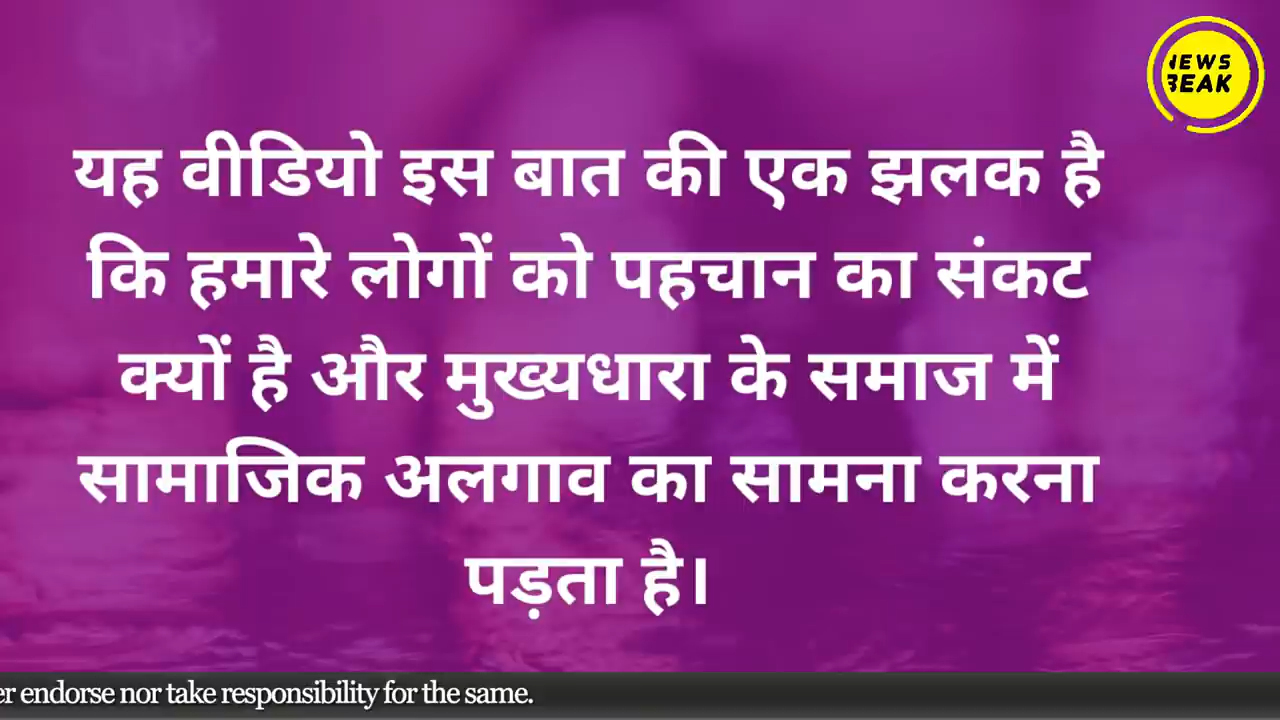 NEWS
BEAK
यह वीडियो इस बात की एक झलक है
कि हमारे लोगों को पहचान का संकट
क्यों है और मुख्यधारा के समाज में
सामाजिक अलगाव का सामना करना
पड़ता है।
endorse nor take responsibility for the same.